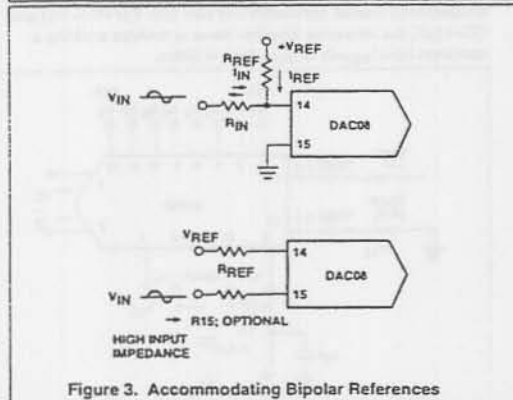 +VREF
RREF
IIN
IREF
VIN
RIN
14
15
DAC08
VREF
RREF
14
DAC08
VIN
15
R15: OPTIONAL
HIGH INPUT
IMPEDANCE
Figure 3. Accommodating Bipolar References